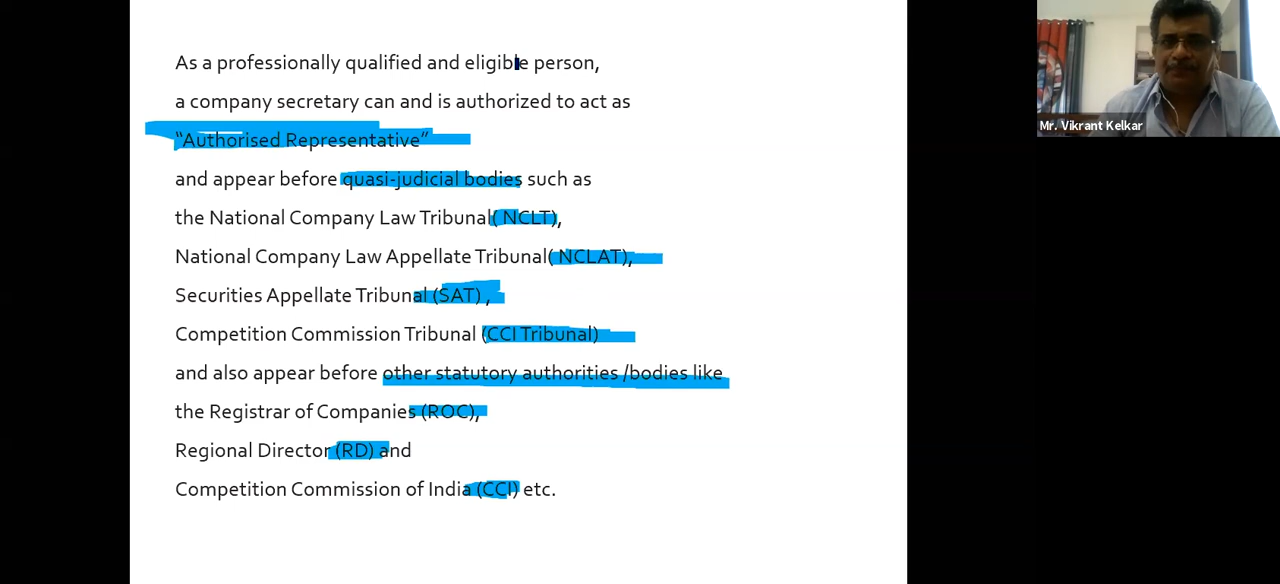 As a professionally qualified and eligible person,
a company secretary can and is authorized to act as
“Authorised Representative”
and appear before quasi-judicial bodies such as
the National Company Law Tribunal( NCLT),
National Company Law Appellate Tribunal( NCLAT),
Securities Appellate Tribunal (SAT) ,
Competition Commission Tribunal (CCI Tribunal)
and also appear before other statutory authorities /bodies like
the Registrar of Companies (ROC),
Regional Director (RD) and
Competition Commission of India (CCI) etc.
Mr. Vikrant Kelkar